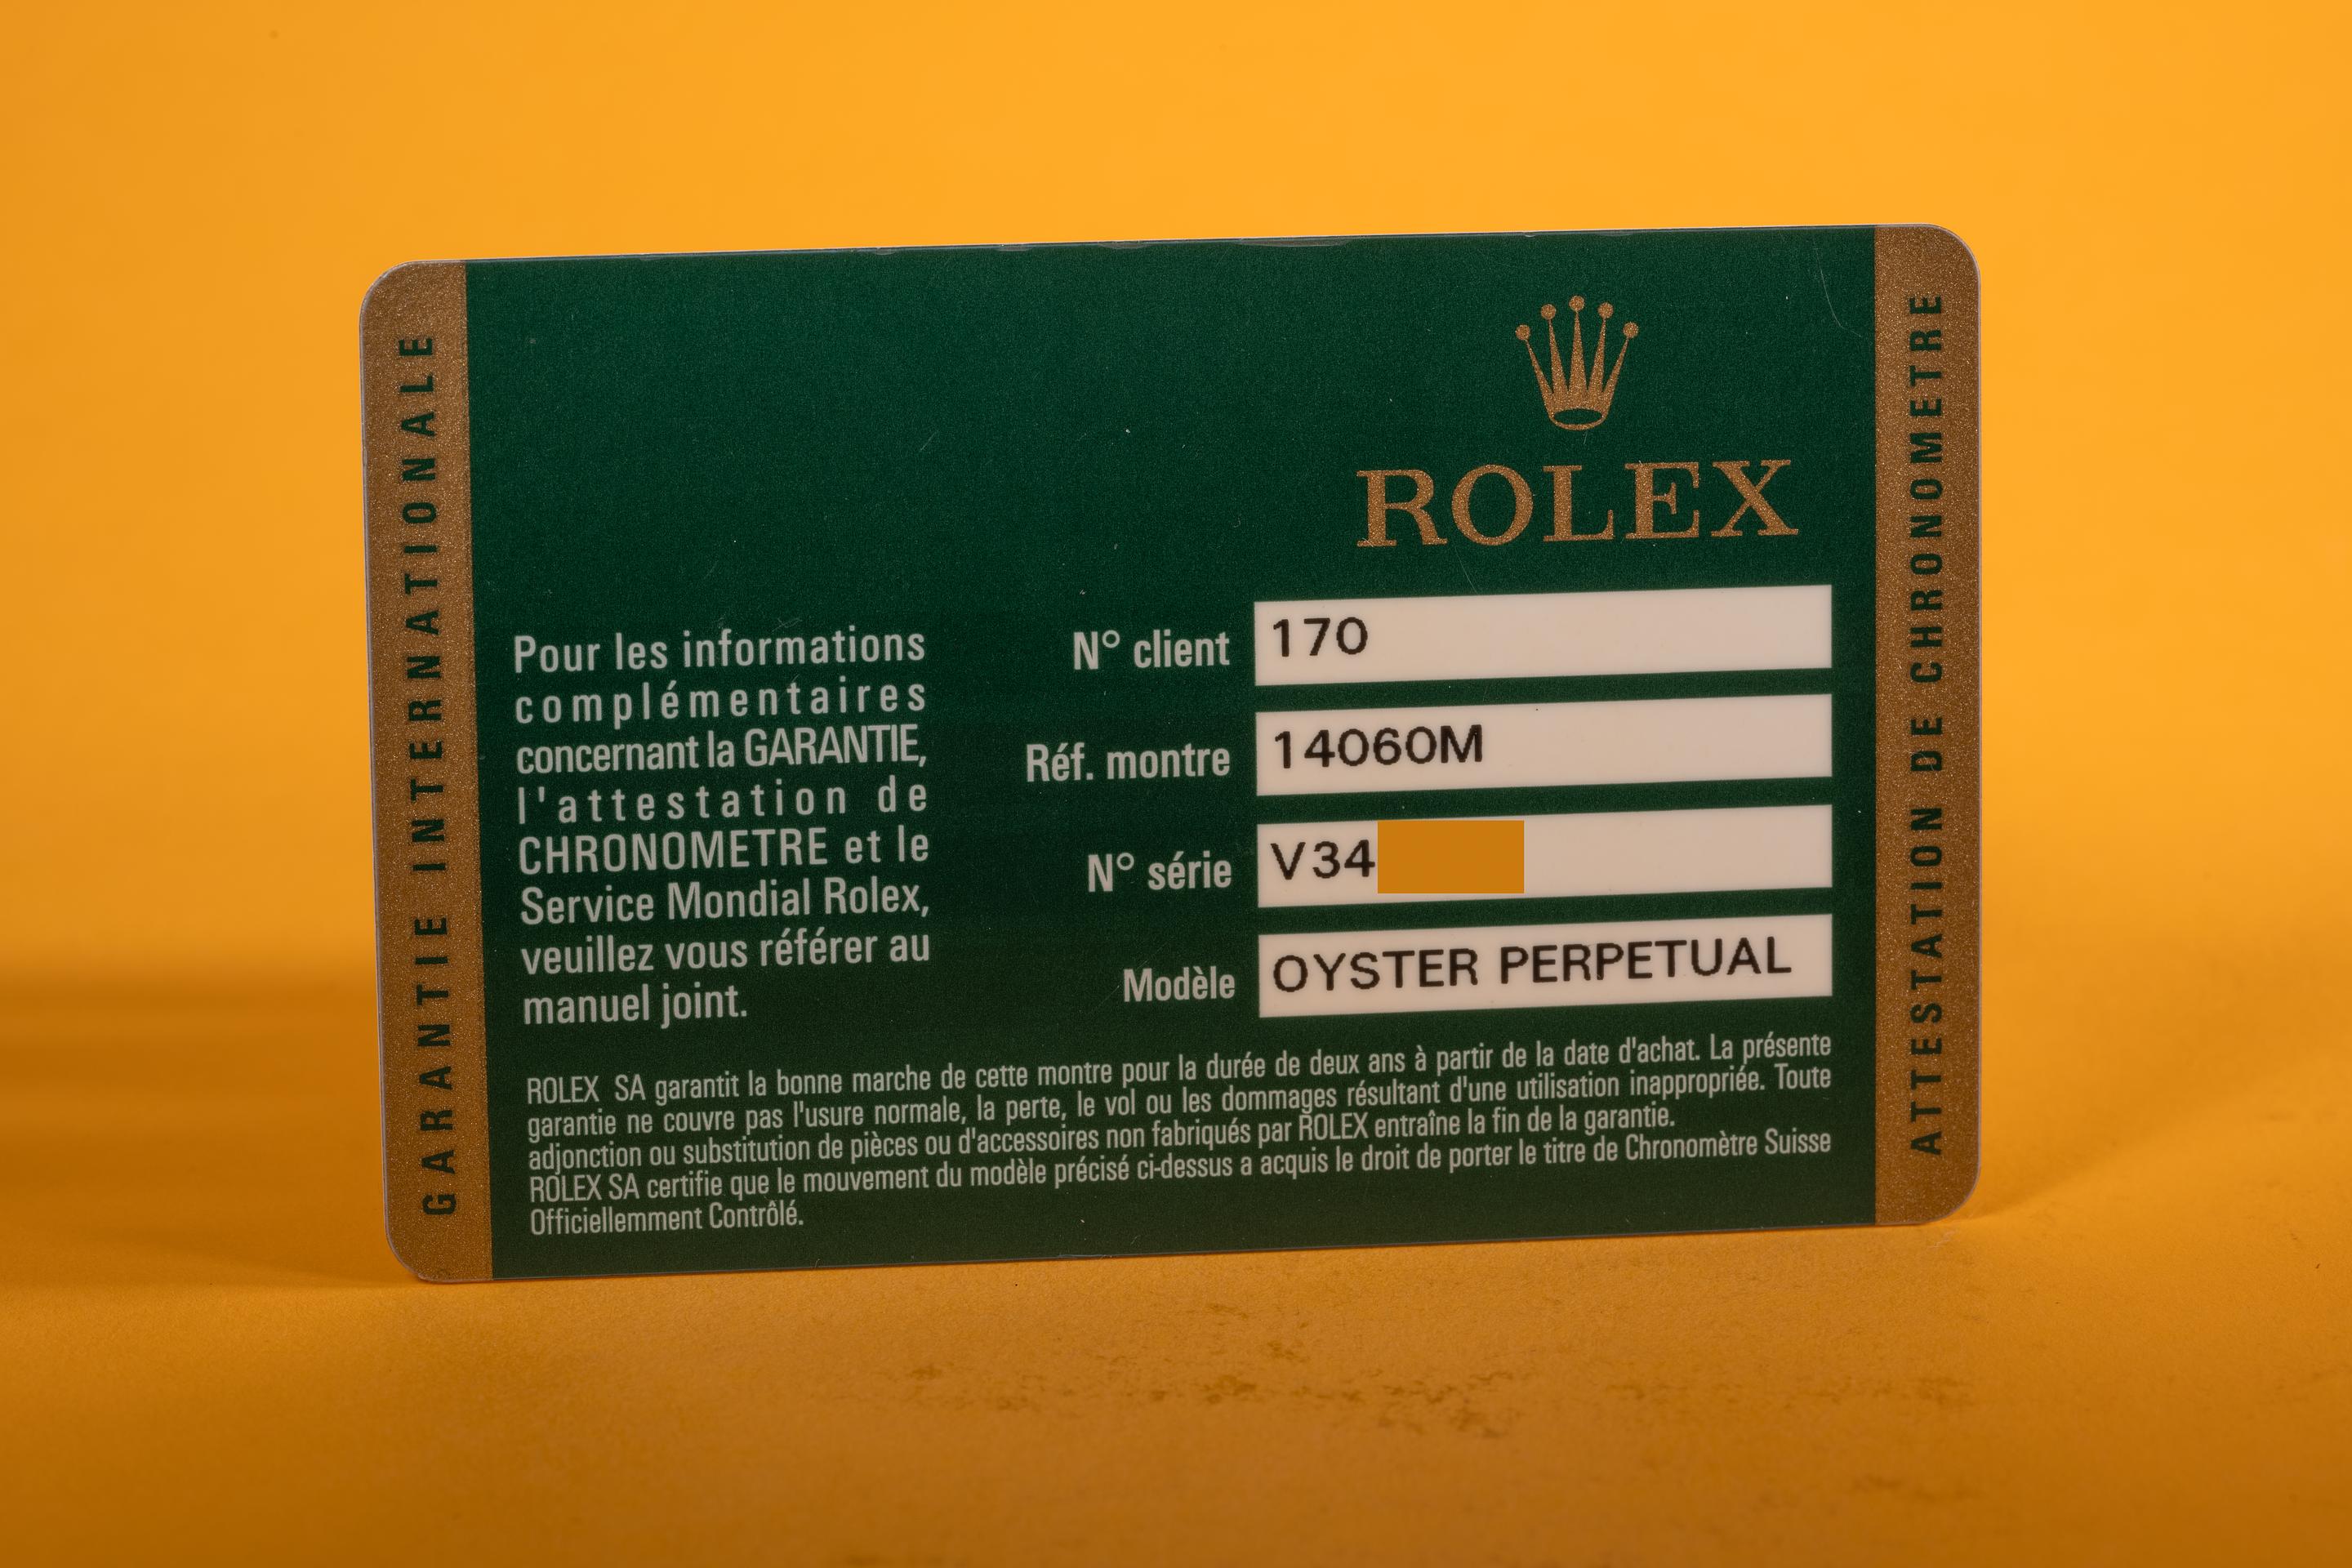 GARANTIE INTERNATIONALE
ROLEX
Pour les informations
complémentaires
concernant la GARANTIE,
l'attestation de
CHRONOMETRE et le
Service Mondial Rolex,
veuillez vous référer au
manuel joint.
N° client 170
Réf. montre 14060M
N° série V34
Modèle OYSTER PERPETUAL
ROLEX SA garantit la bonne marche de cette montre pour la durée de deux ans à partir de la date d'achat. La présente
garantie ne couvre pas l'usure normale, la perte, le vol ou les dommages résultant d'une utilisation inappropriée. Toute
adjonction ou substitution de pièces ou d'accessoires non fabriqués par ROLEX entraîne la fin de la garantie.
ROLEX SA certifie que le mouvement du modèle précisé ci-dessus a acquis le droit de porter le titre de Chronomètre Suisse
Officiellemment Contrôlé.
ATTESTATION DE CHRONOMETRE